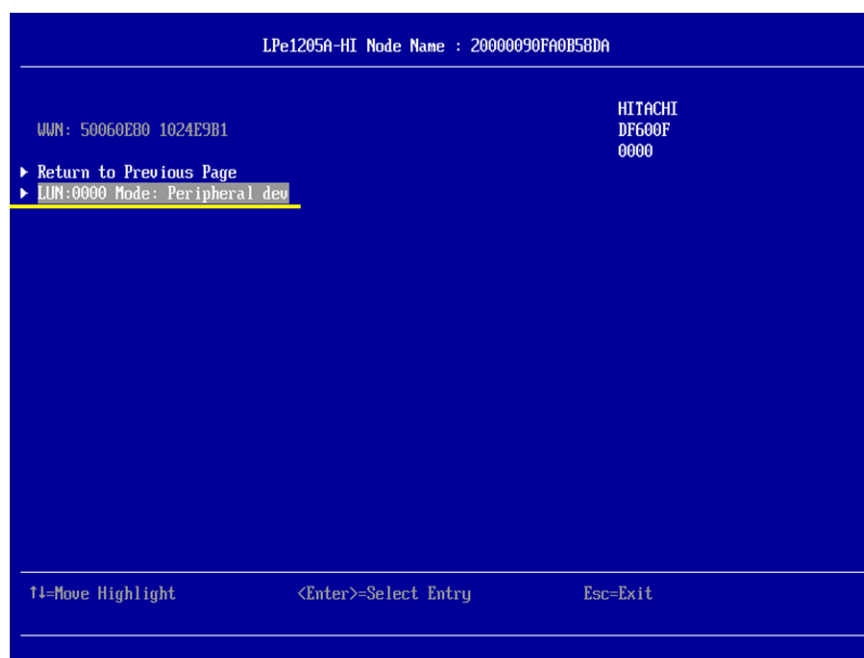 LPe1205A-HI Node Name : 20000090FA0B58DA
HITACHI
WWN: 50060E80 1024E9B1
DF600F
0000
▶ Return to Previous Page
▶ LUN:0000 Mode: Peripheral dev
↑↓=Move Highlight <Enter>=Select Entry Esc=Exit